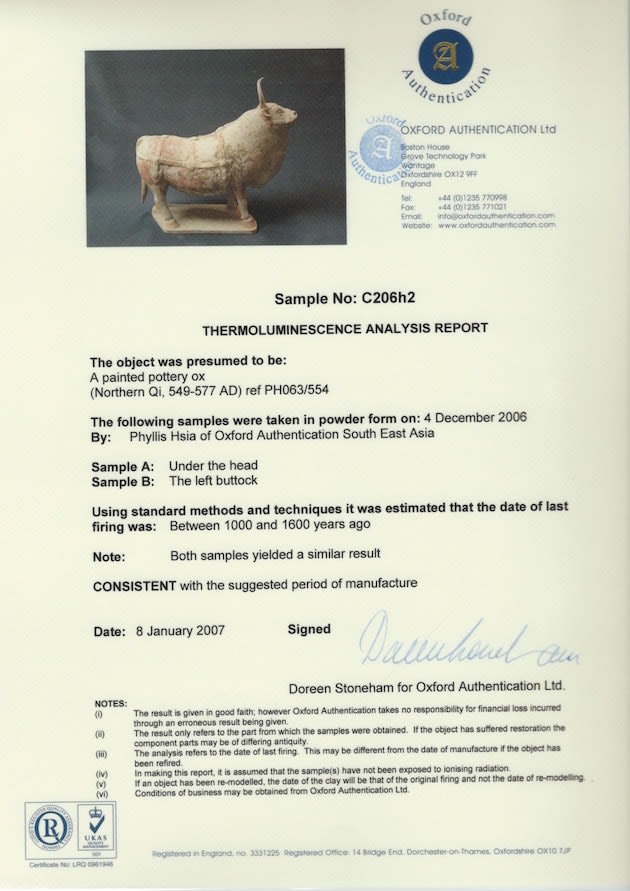 Oxford
A
Authentication
Oxford
A
Authentication
OXFORD AUTHENTICATION Ltd
Boston House
Grove Technology Park
Wantage
Oxfordshire OX12 9FF
England
Tel: +44 (0)1235 770998
Fax: +44 (0)1235 771021
Email: info@oxfordauthentication.com
Website: www.oxfordauthentication.com
Sample No: C206h2
THERMOLUMINESCENCE ANALYSIS REPORT
The object was presumed to be:
A painted pottery ox
(Northern Qi, 549-577 AD) ref PH063/554
The following samples were taken in powder form on: 4 December 2006
By: Phyllis Hsia of Oxford Authentication South East Asia
Sample A: Under the head
Sample B: The left buttock
Using standard methods and techniques it was estimated that the date of last
firing was: Between 1000 and 1600 years ago
Note: Both samples yielded a similar result
CONSISTENT with the suggested period of manufacture
Date: 8 January 2007 Signed
Doreen Stoneham for Oxford Authentication Ltd.
NOTES:
(i) The result is given in good faith; however Oxford Authentication takes no responsibility for financial loss incurred
through an erroneous result being given.
(ii) The result only refers to the part from which the samples were obtained. If the object has suffered restoration the
component parts may be of differing antiquity.
(iii) The analysis refers to the date of last firing. This may be different from the date of manufacture if the object has
been refired.
(iv) In making this report, it is assumed that the sample(s) have not been exposed to ionising radiation.
(v) If an object has been re-modelled, the date of the clay will be that of the original firing and not the date of re-modelling.
(vi) Conditions of business may be obtained from Oxford Authentication Ltd.
R
UKAS
QUALITY
MANAGEMENT
001
Certificate No: LRQ 0961946
Registered in England, no. 3331225 Registered Office: 14 Bridge End, Dorchester-on-Thames, Oxfordshire OX10 7JP